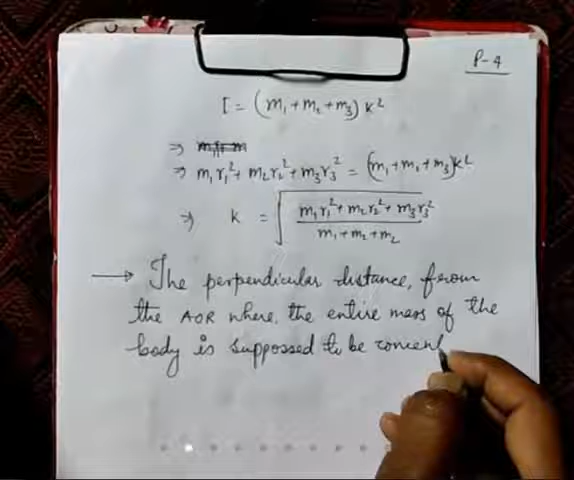 P-4
I = (m₁ + m₂ + m₃) k²
⇒
⇒ m₁r₁² + m₂r₂² + m₃r₃² = (m₁ + m₂ + m₃)k²
⇒ k = √((m₁r₁² + m₂r₂² + m₃r₃²)/(m₁ + m₂ + m₂))
→ The perpendicular distance, from
the AOR where, the entire mass of the
body is supposed to be concent